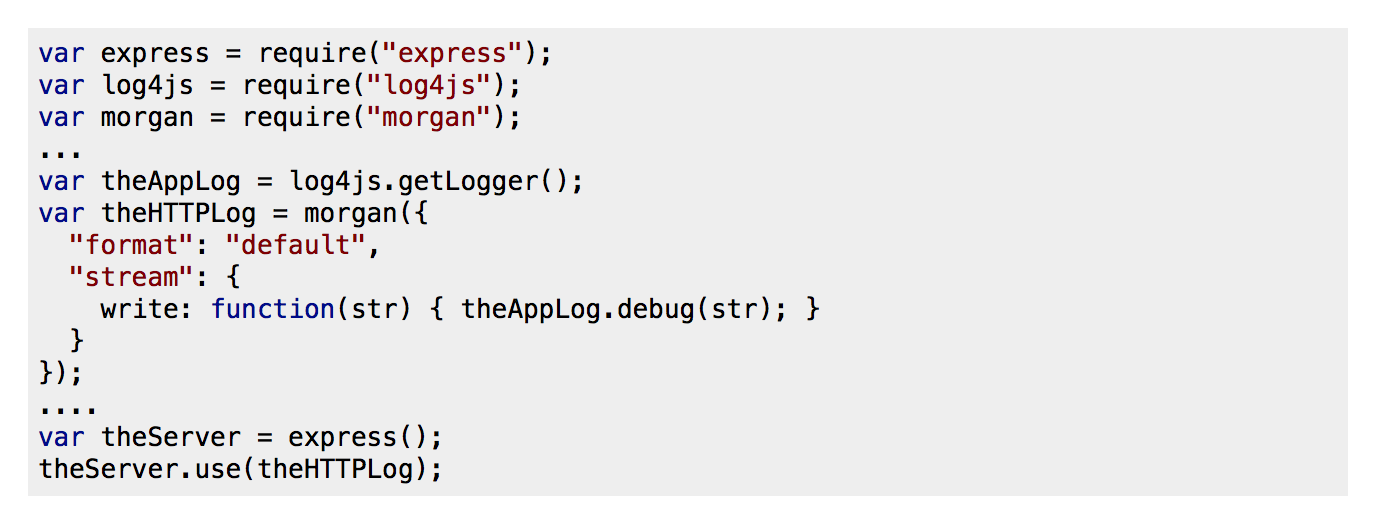 var express = require("express");
var log4js = require("log4js");
var morgan = require("morgan");
...
var theAppLog = log4js.getLogger();
var theHTTPLog = morgan({
  "format": "default",
  "stream": {
    write: function(str) { theAppLog.debug(str); }
  }
});
....
var theServer = express();
theServer.use(theHTTPLog);